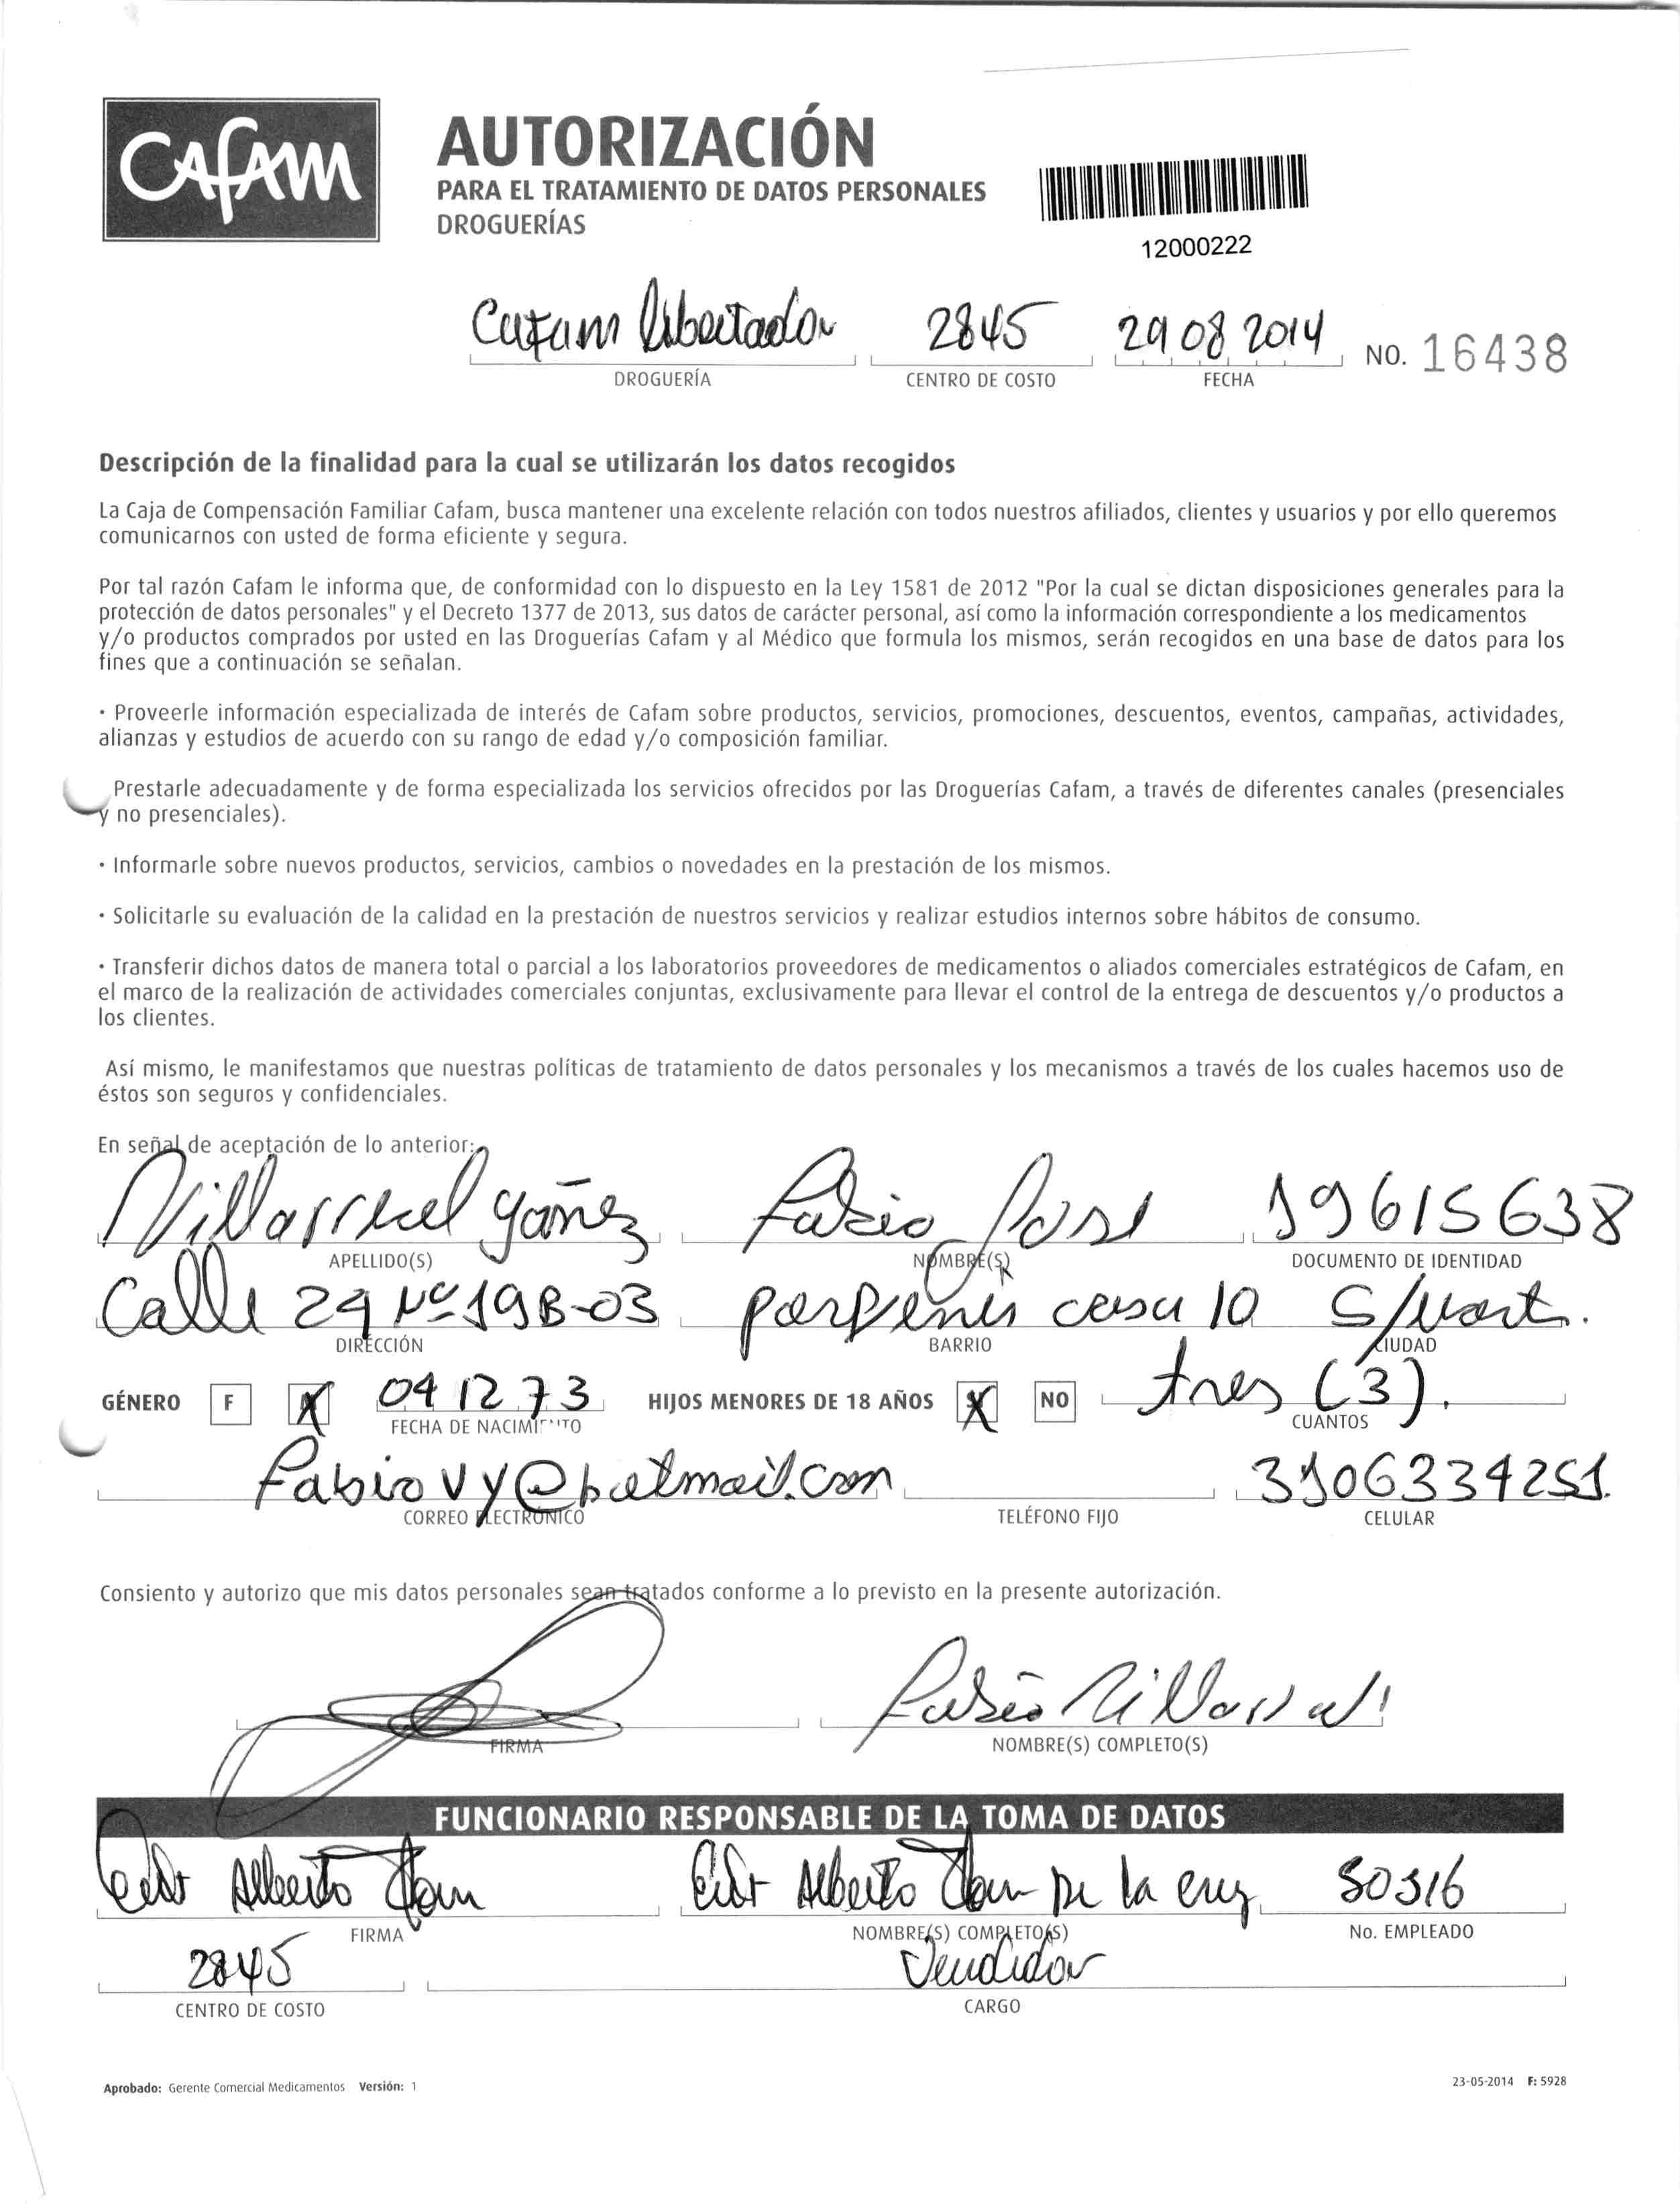 Cafam
AUTORIZACIÓN
PARA EL TRATAMIENTO DE DATOS PERSONALES
DROGUERÍAS
12000222
Cafam Libertador 2845 29 08 2014 NO. 16438
DROGUERÍA CENTRO DE COSTO FECHA
Descripción de la finalidad para la cual se utilizarán los datos recogidos
La Caja de Compensación Familiar Cafam, busca mantener una excelente relación con todos nuestros afiliados, clientes y usuarios y por ello queremos
comunicarnos con usted de forma eficiente y segura.
Por tal razón Cafam le informa que, de conformidad con lo dispuesto en la Ley 1581 de 2012 "Por la cual se dictan disposiciones generales para la
protección de datos personales" y el Decreto 1377 de 2013, sus datos de carácter personal, así como la información correspondiente a los medicamentos
y/o productos comprados por usted en las Droguerías Cafam y al Médico que formula los mismos, serán recogidos en una base de datos para los
fines que a continuación se señalan.
· Proveerle información especializada de interés de Cafam sobre productos, servicios, promociones, descuentos, eventos, campañas, actividades,
alianzas y estudios de acuerdo con su rango de edad y/o composición familiar.
Prestarle adecuadamente y de forma especializada los servicios ofrecidos por las Droguerías Cafam, a través de diferentes canales (presenciales
y no presenciales).
· Informarle sobre nuevos productos, servicios, cambios o novedades en la prestación de los mismos.
· Solicitarle su evaluación de la calidad en la prestación de nuestros servicios y realizar estudios internos sobre hábitos de consumo.
· Transferir dichos datos de manera total o parcial a los laboratorios proveedores de medicamentos o aliados comerciales estratégicos de Cafam, en
el marco de la realización de actividades comerciales conjuntas, exclusivamente para llevar el control de la entrega de descuentos y/o productos a
los clientes.
Así mismo, le manifestamos que nuestras políticas de tratamiento de datos personales y los mecanismos a través de los cuales hacemos uso de
éstos son seguros y confidenciales.
En señal de aceptación de lo anterior:
Villarreal yañez Fabio Jose 19615638
APELLIDO(S) NOMBRE(S) DOCUMENTO DE IDENTIDAD
Calle 29 Nº 19B-03 casa 10 S/Mart.
DIRECCIÓN BARRIO CIUDAD
GÉNERO F 04 12 73 HIJOS MENORES DE 18 AÑOS NO tres (3).
FECHA DE NACIMIENTO CUANTOS
Fabiovy@hotmail.com 3106334251.
CORREO ELECTRÓNICO TELÉFONO FIJO CELULAR
Consiento y autorizo que mis datos personales sean tratados conforme a lo previsto en la presente autorización.
Fabio Villarreal
FIRMA NOMBRE(S) COMPLETO(S)
FUNCIONARIO RESPONSABLE DE LA TOMA DE DATOS
Alberto Alberto De la cruz 80316
FIRMA NOMBRE(S) COMPLETO(S) No. EMPLEADO
2845 Vendedor
CENTRO DE COSTO CARGO
Aprobado: Gerente Comercial Medicamentos Versión: 1 23-05-2014 F: 5928